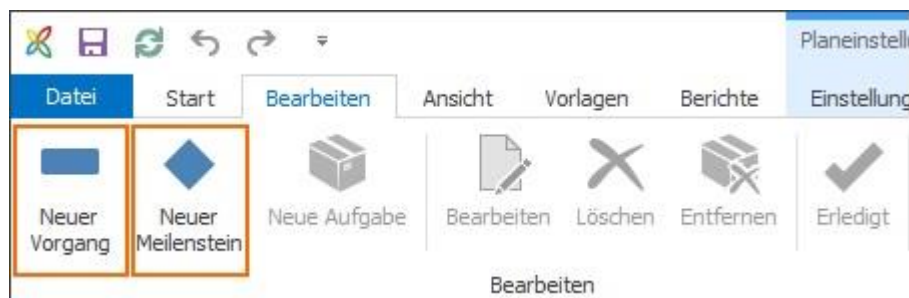 Planeinstell
Datei Start Bearbeiten Ansicht Vorlagen Berichte Einstellung
Neuer Vorgang
Neuer Meilenstein
Neue Aufgabe
Bearbeiten
Löschen
Entfernen
Erledigt
Bearbeiten